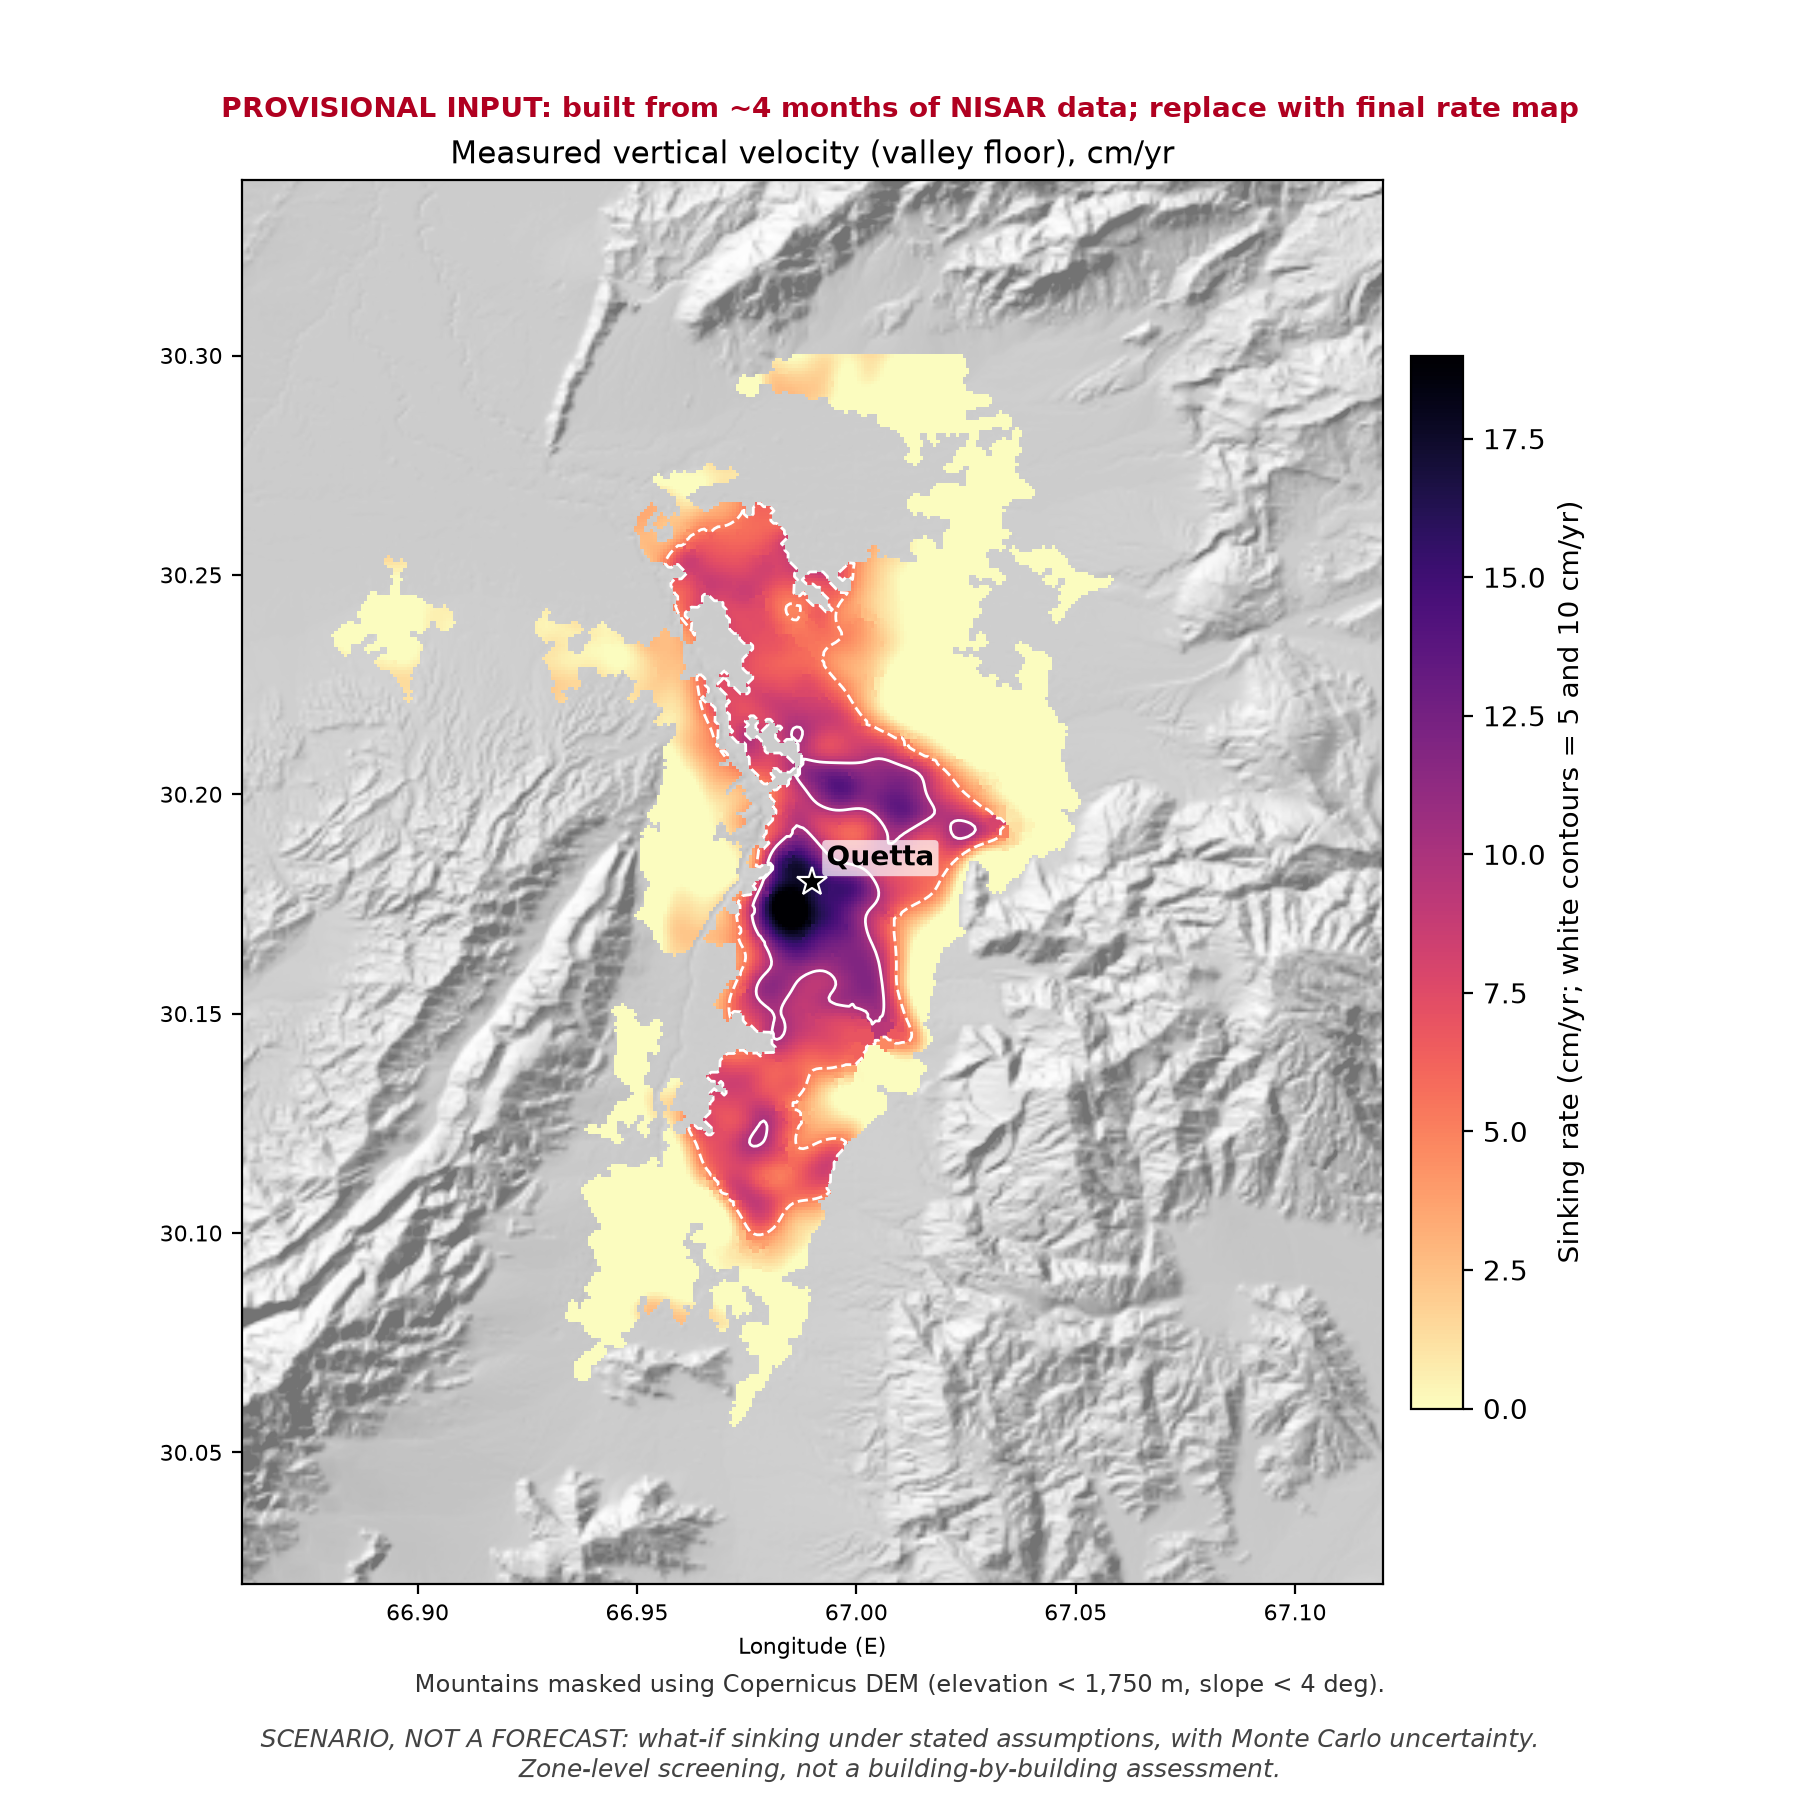 PROVISIONAL INPUT: built from ~4 months of NISAR data; replace with final rate map
Measured vertical velocity (valley floor), cm/yr
30.30
30.25
30.20
30.15
30.10
30.05
Quetta
66.90
66.95
67.00
67.05
67.10
Longitude (E)
17.5
15.0
12.5
10.0
7.5
5.0
2.5
0.0
Sinking rate (cm/yr; white contours = 5 and 10 cm/yr)
Mountains masked using Copernicus DEM (elevation < 1,750 m, slope < 4 deg).
SCENARIO, NOT A FORECAST: what-if sinking under stated assumptions, with Monte Carlo uncertainty.
Zone-level screening, not a building-by-building assessment.